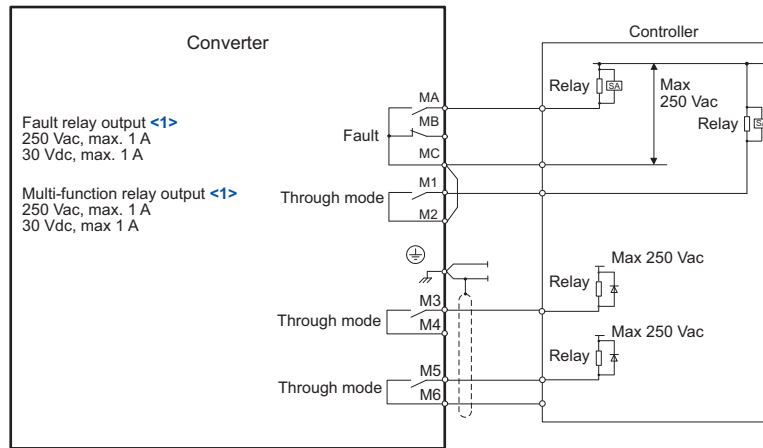 Converter
Fault relay output <1>
250 Vac, max. 1 A
30 Vdc, max. 1 A
Multi-function relay output <1>
250 Vac, max. 1 A
30 Vdc, max 1 A
Fault
MA
MB
MC
Through mode
M1
M2
Through mode
M3
M4
Through mode
M5
M6
Controller
Relay
SA
Max
250 Vac
Relay
Max 250 Vac
Relay
Max 250 Vac
Relay